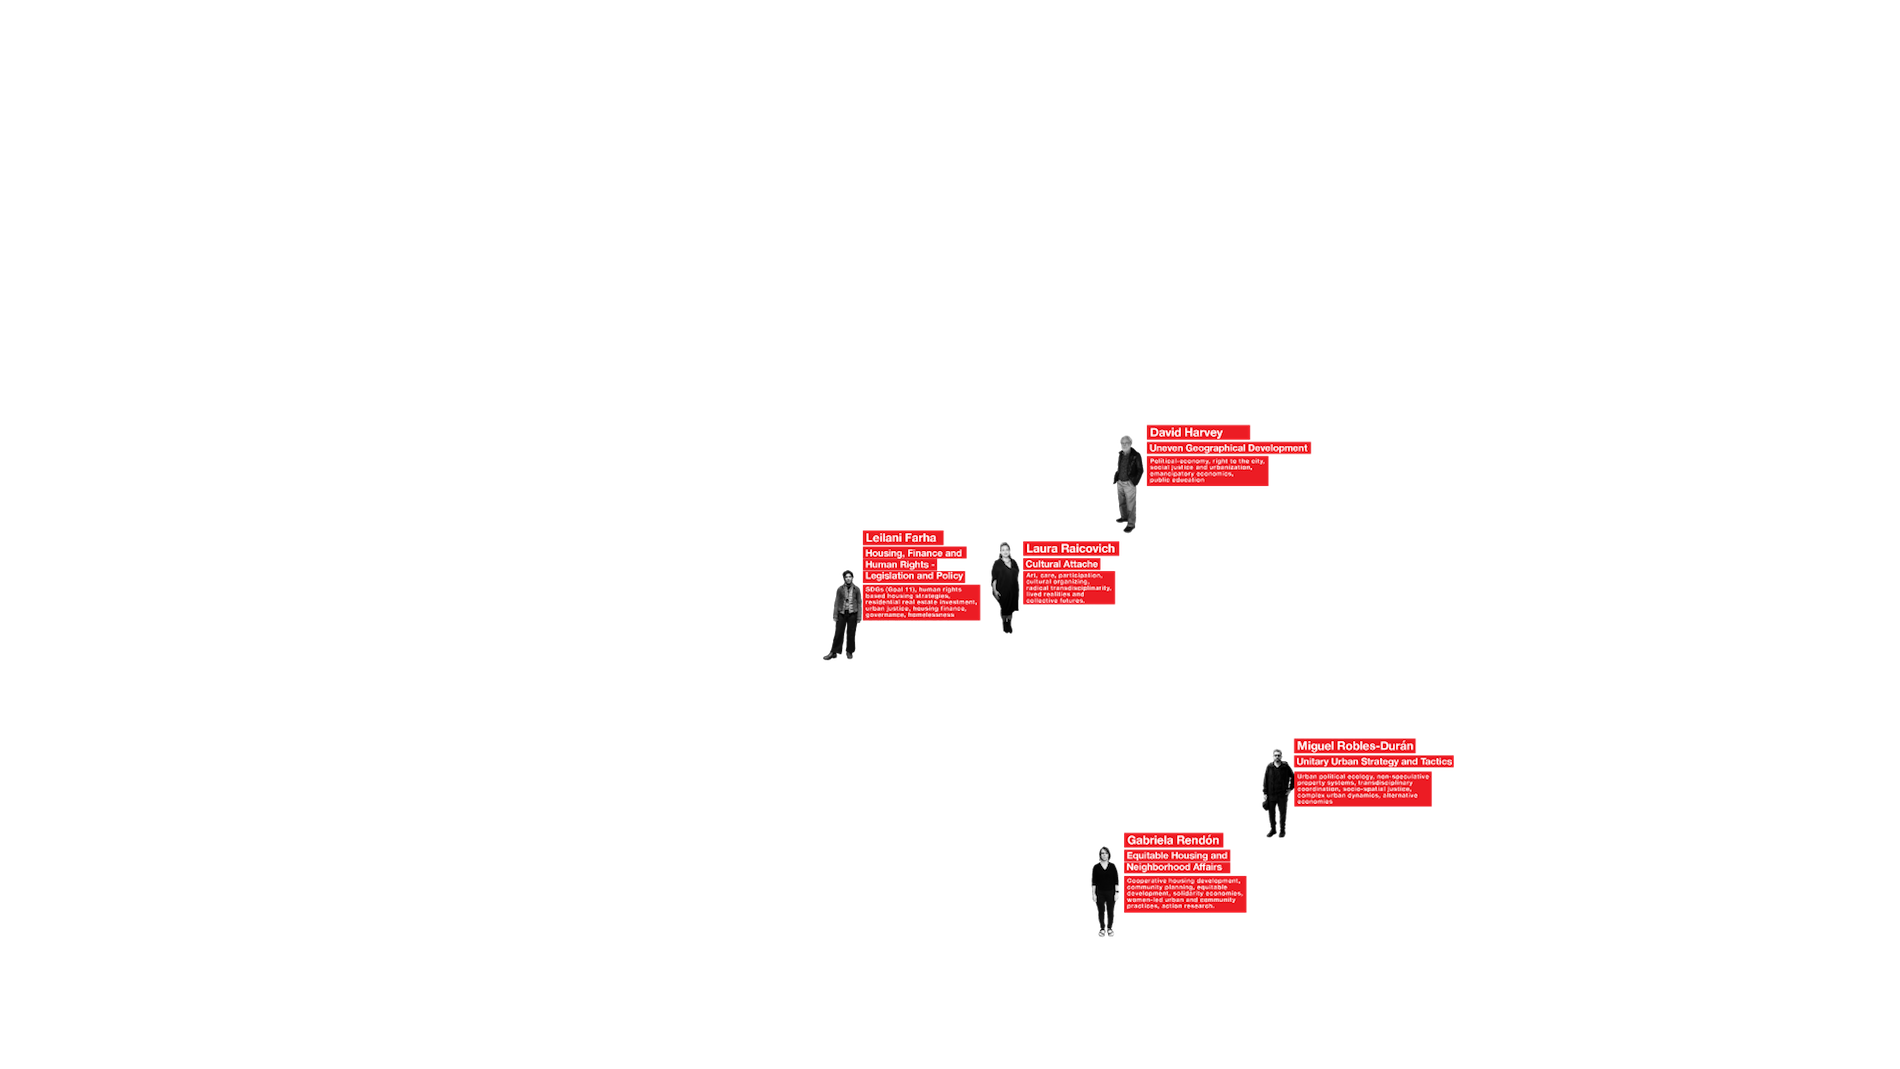 David Harvey
Uneven Geographical Development
Political-economy, right to the city,
social justice and urbanization,
emancipatory economics,
public education
Leilani Farha
Housing, Finance and
Human Rights -
Legislation and Policy
SDGs (Goal 11), human rights
based housing strategies,
residential real estate investment,
urban justice, housing finance,
governance, homelessness
Laura Raicovich
Cultural Attache
Art, care, participation,
cultural organizing,
radical transdisciplinarity,
lived realities and
collective futures.
Miguel Robles-Durán
Unitary Urban Strategy and Tactics
Urban political ecology, non-speculative
property systems, transdisciplinary
coordination, socio-spatial justice,
complex urban dynamics, alternative
economies
Gabriela Rendón
Equitable Housing and
Neighborhood Affairs
Cooperative housing development,
community planning, equitable
development, solidarity economies,
women-led urban and community
practices, action research.